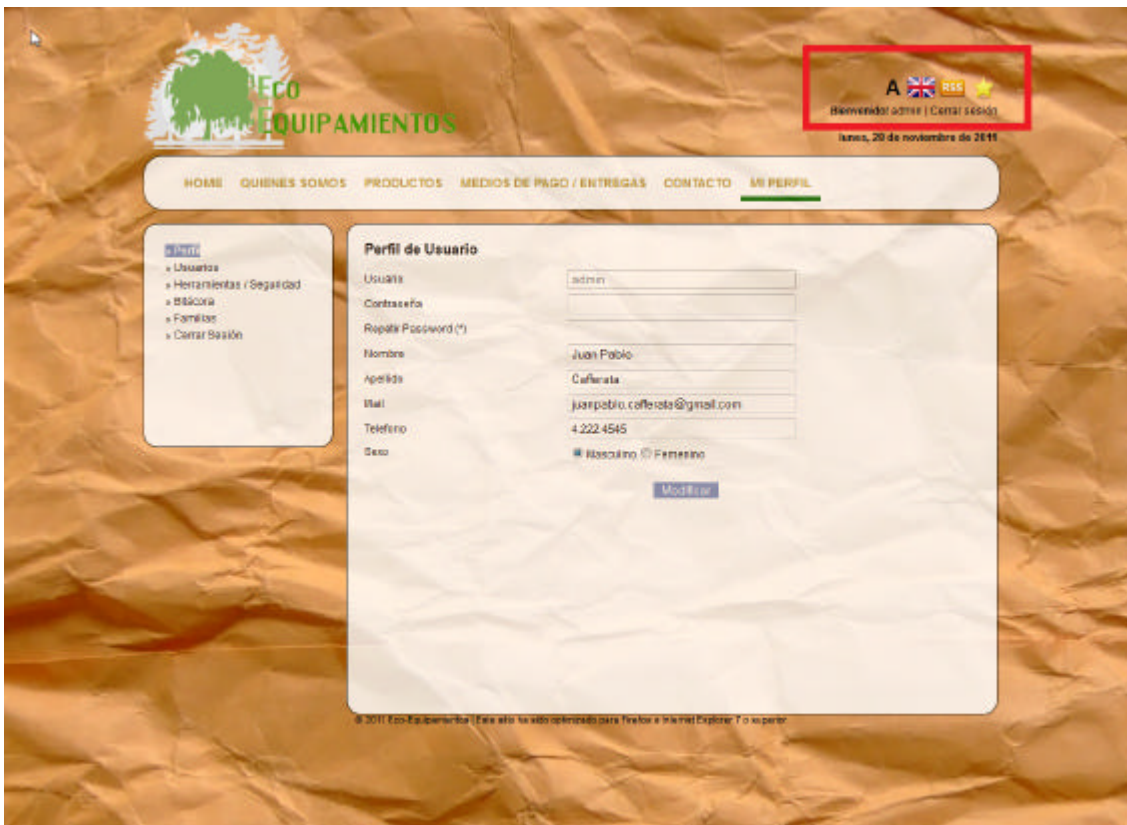 ECO
EQUIPAMIENTOS
A RSS
Bienvenido! admin | Cerrar sesión
lunes, 28 de noviembre de 2011
HOME QUIENES SOMOS PRODUCTOS MEDIOS DE PAGO / ENTREGAS CONTACTO MI PERFIL
» Perfil
» Usuarios
» Herramientas / Seguridad
» Bitácora
» Familias
» Cerrar Sesión
Perfil de Usuario
Usuario admin
Contraseña
Repetir Password (*)
Nombre Juan Pablo
Apellido Cafferata
Mail juanpablo.cafferata@gmail.com
Telefono 4.222.4545
Sexo Masculino Femenino
Modificar
© 2011 Eco-Equipamientos | Este sitio ha sido optimizado para Firefox e Internet Explorer 7 o superior